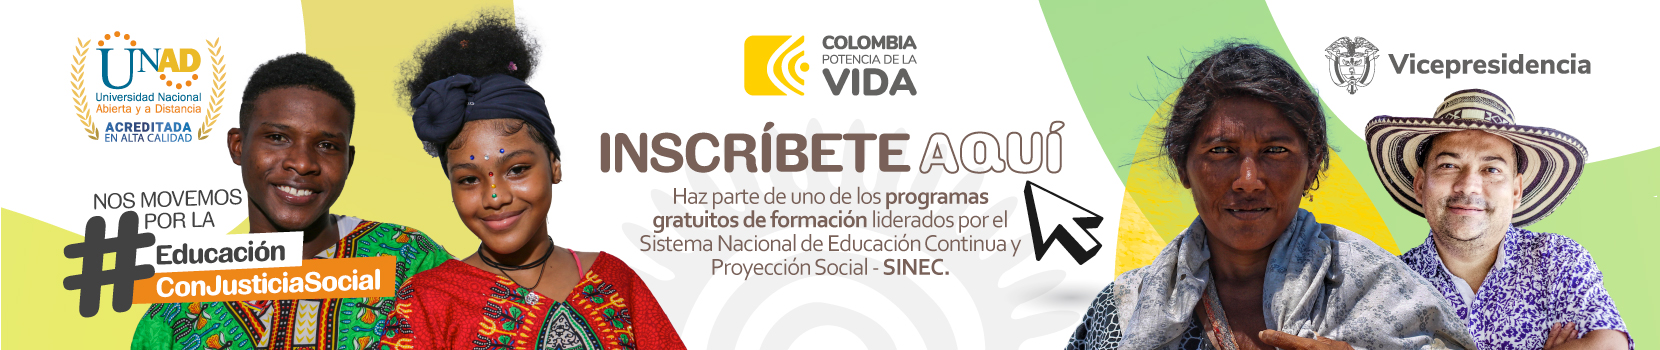 UNAD
Universidad Nacional
Abierta y a Distancia
ACREDITADA
EN ALTA CALIDAD
NOS MOVEMOS
POR LA
#Educación
ConJusticiaSocial
COLOMBIA
POTENCIA DE LA
VIDA
INSCRÍBETE AQUÍ
Haz parte de uno de los programas
gratuitos de formación liderados por el
Sistema Nacional de Educación Continua y
Proyección Social - SINEC.
Vicepresidencia